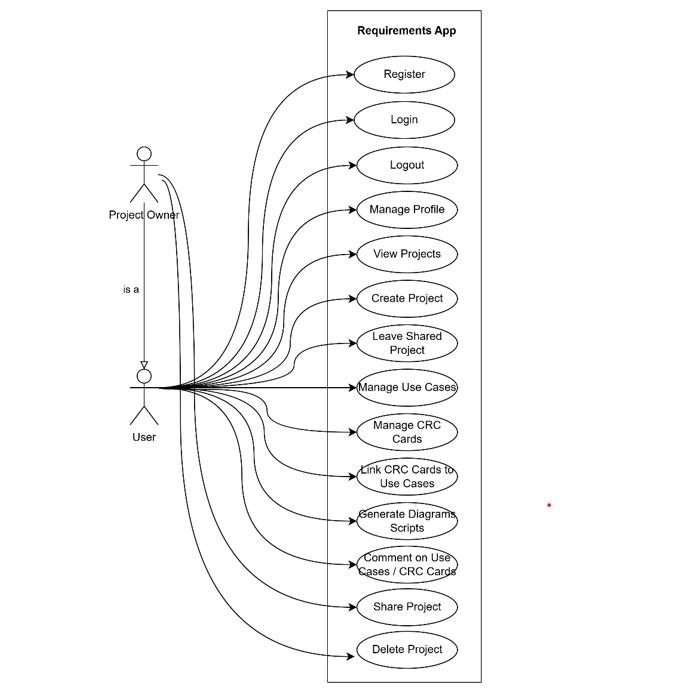 Requirements App
Register
Login
Logout
Project Owner
Manage Profile
View Projects
is a
Create Project
Leave Shared
Project
Manage Use Cases
User
Manage CRC
Cards
Link CRC Cards to
Use Cases
Generate Diagrams
Scripts
Comment on Use
Cases / CRC Cards
Share Project
Delete Project